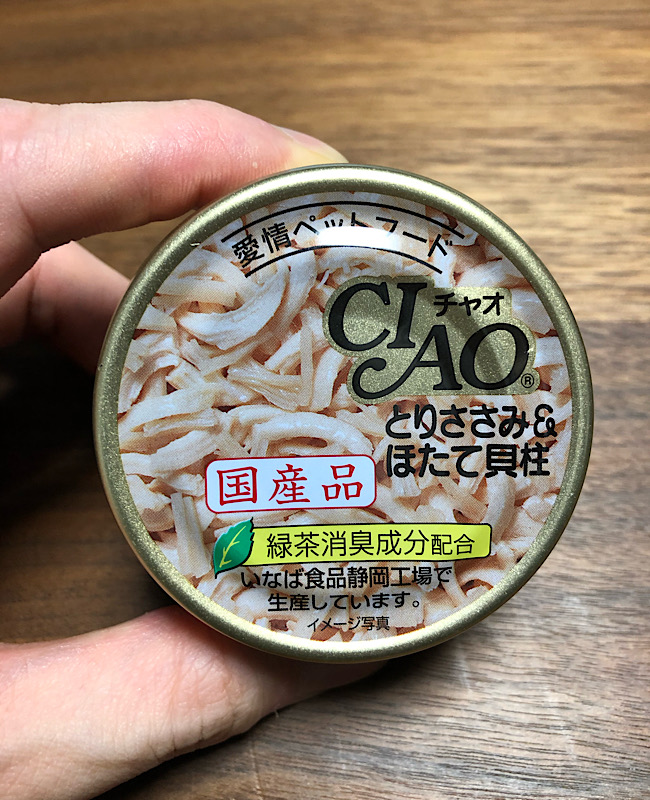 愛情ペットフード
CIAO チャオ®
とりささみ&
ほたて貝柱
国産品
緑茶消臭成分配合
いなば食品静岡工場で
生産しています。
イメージ写真